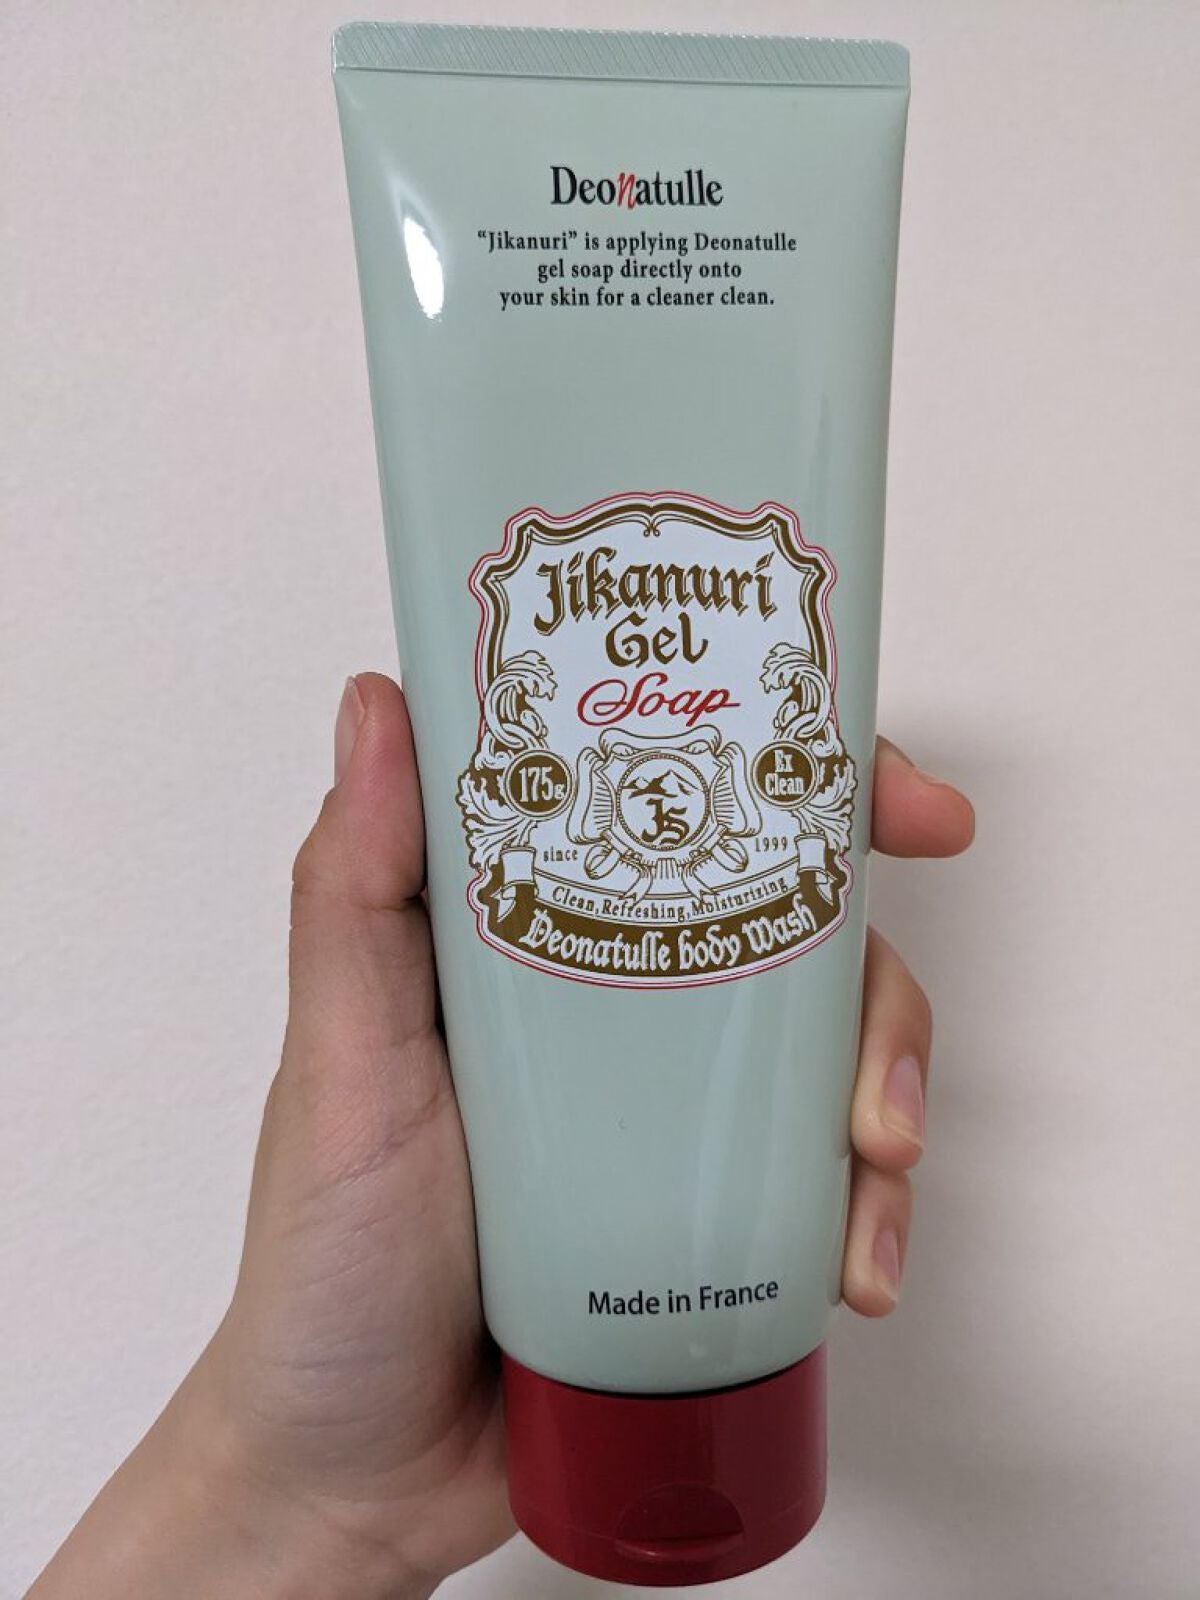 Deonatulle
“Jikanuri” is applying Deonatulle
gel soap directly onto
your skin for a cleaner clean.
Jikanuri
Gel
Soap
175g
Ex
Clean
JS
since 1999
Clean,Refreshing,Moisturizing
Deonatulle body Wash
Made in France